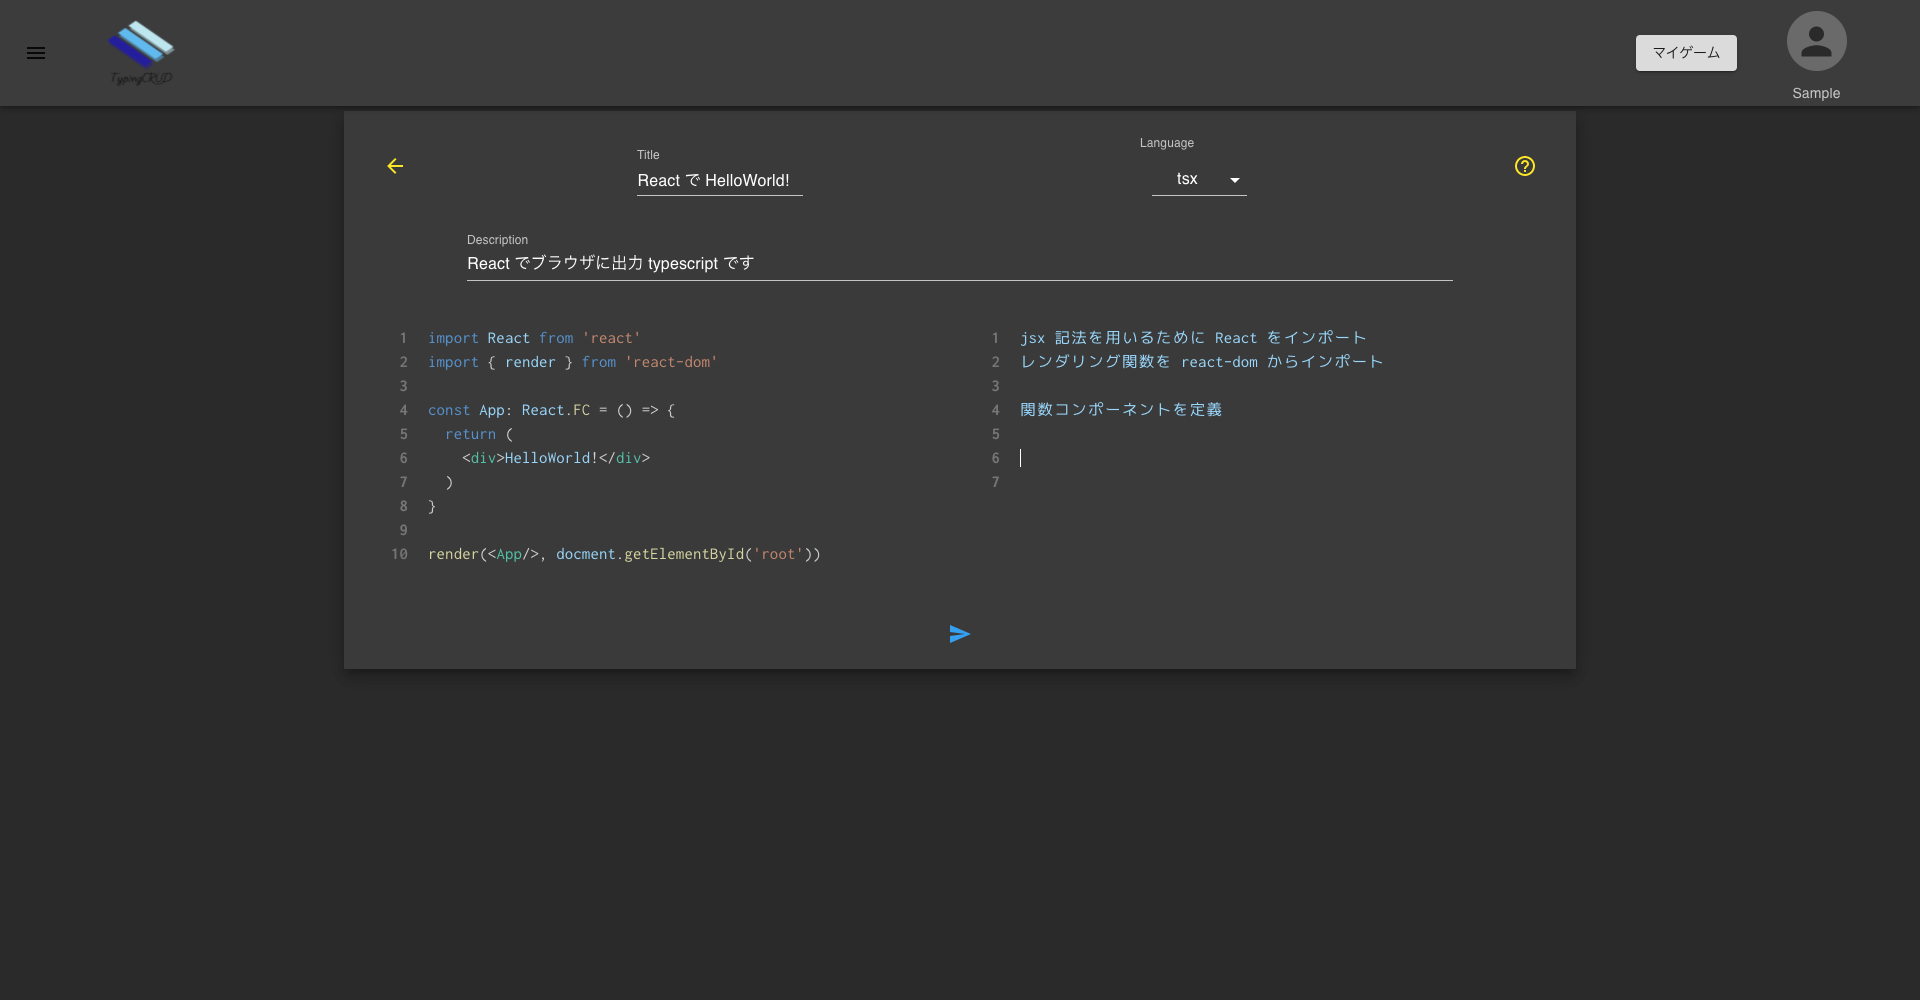 TypingCRUD
マイゲーム
Sample
Title
React で HelloWorld!
Language
tsx
Description
React でブラウザに出力 typescript です
1 import React from 'react'
2 import { render } from 'react-dom'
3
4 const App: React.FC = () => {
5 return (
6 <div>HelloWorld!</div>
7 )
8 }
9
10 render(<App/>, docment.getElementById('root'))
1 jsx 記法を用いるために React をインポート
2 レンダリング関数を react-dom からインポート
3
4 関数コンポーネントを定義
5
6
7